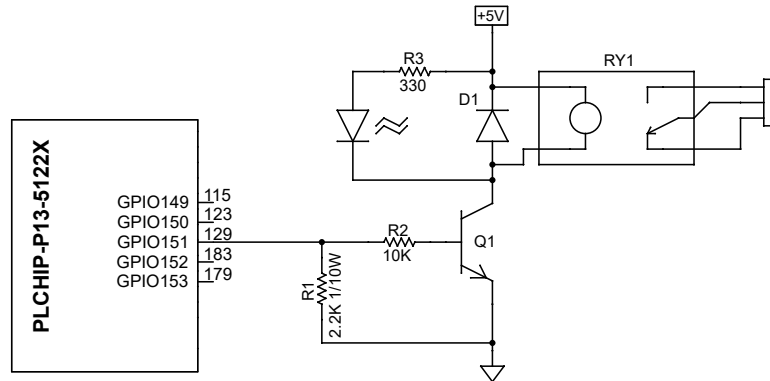 +5V
R3
330
RY1
D1
PLCHIP-P13-5122X
GPIO149
115
GPIO150
123
GPIO151
129
GPIO152
183
GPIO153
179
R2
10K
Q1
R1
2.2K 1/10W